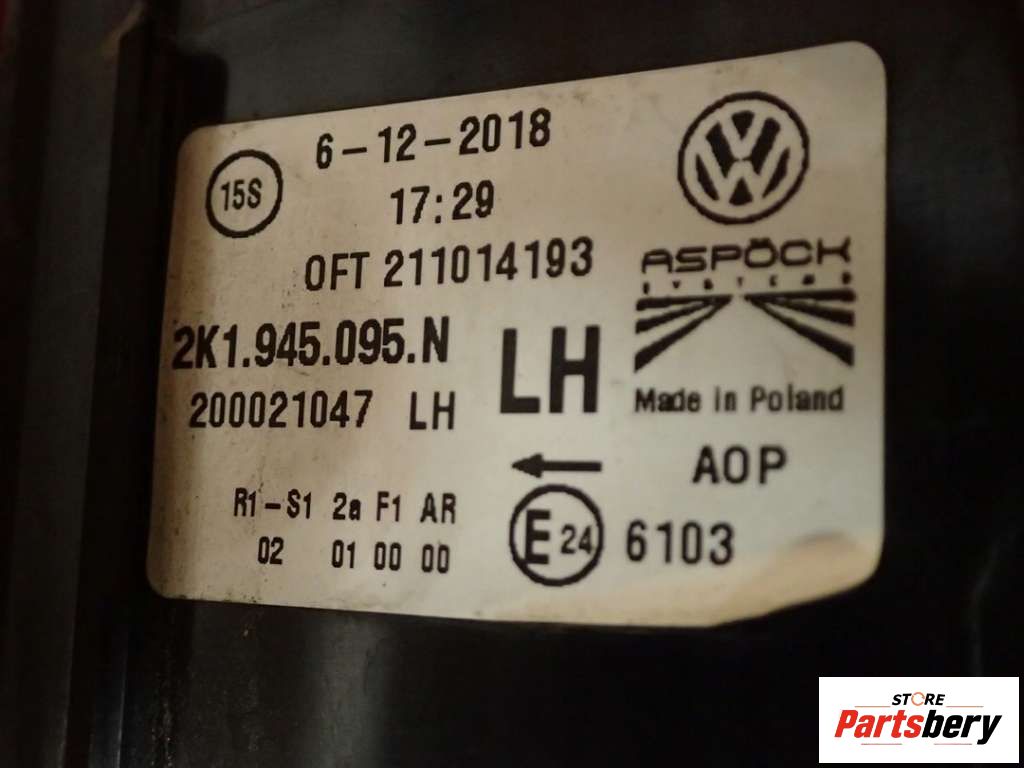 6-12-2018
15S
17:29
OFT 211014193
ASPÖCK
SYSTEMS
2K1.945.095.N
LH
200021047 LH
Made in Poland
AOP
R1-S1 2a F1 AR
02 01 00 00
E 24
6103
STORE
Partsbery